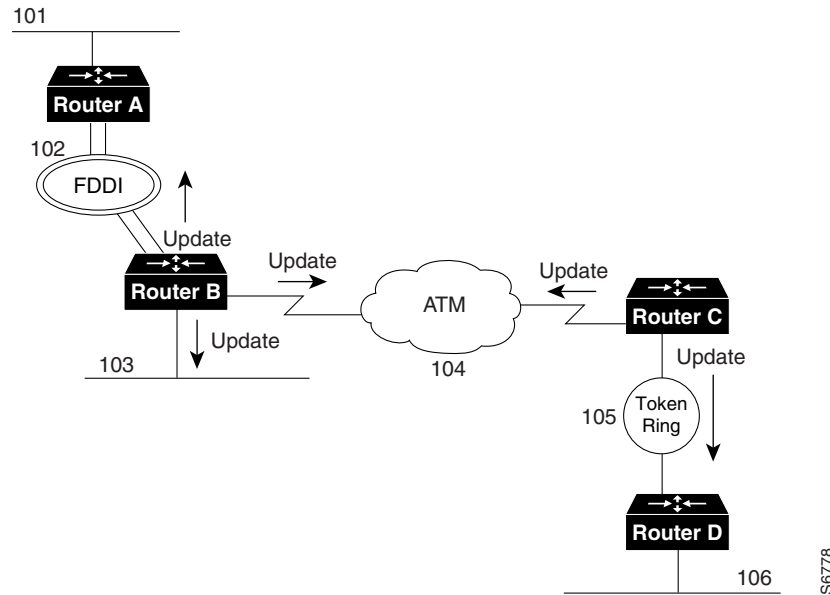 101
Router A
102
FDDI
Update
Router B
Update
Update
103
ATM
104
Update
Router C
Update
105
Token
Ring
Router D
106
S6778